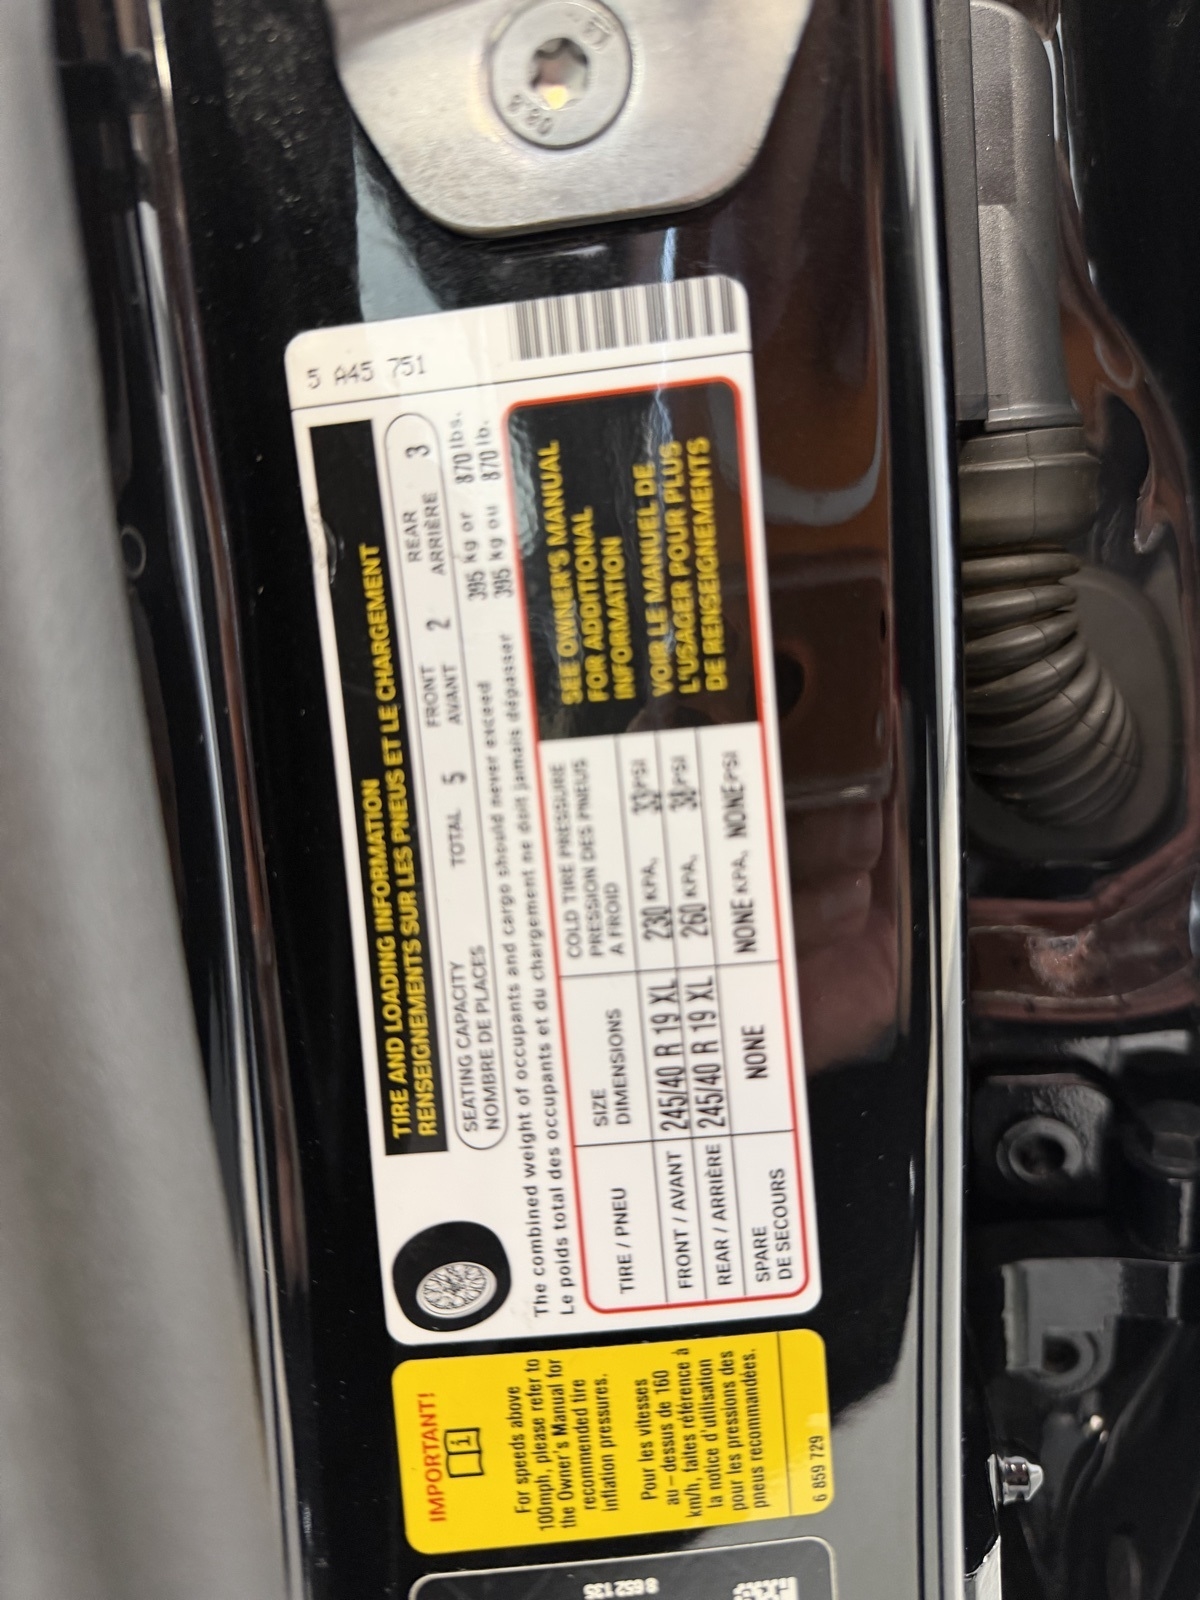 8.8
5 A45 751
TIRE AND LOADING INFORMATION
RENSEIGNEMENTS SUR LES PNEUS ET LE CHARGEMENT
SEATING CAPACITY TOTAL 5 FRONT 2 REAR 3
NOMBRE DE PLACES AVANT ARRIÈRE
The combined weight of occupants and cargo should never exceed 395 kg or 870 lbs.
Le poids total des occupants et du chargement ne doit jamais dépasser 395 kg ou 870 lb.
TIRE / PNEU
SIZE
DIMENSIONS
COLD TIRE PRESSURE
PRESSION DES PNEUS
A FROID
FRONT / AVANT 245/40 R 19 XL 230 KPA, 33 PSI
REAR / ARRIÈRE 245/40 R 19 XL 260 KPA, 38 PSI
SPARE
DE SECOURS
NONE NONE KPA, NONE PSI
SEE OWNER'S MANUAL
FOR ADDITIONAL
INFORMATION
VOIR LE MANUEL DE
L'USAGER POUR PLUS
DE RENSEIGNEMENTS
IMPORTANT!
i
For speeds above
100mph, please refer to
the Owner's Manual for
recommended tire
inflation pressures.
Pour les vitesses
au – dessus de 160
km/h, faites référence à
la notice d'utilisation
pour les pressions des
pneus recommandées.
6 859 729
8 652 135